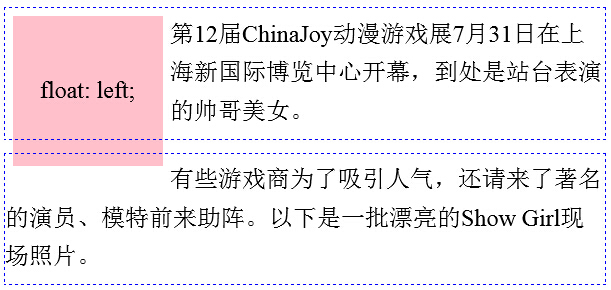 float: left;
第12届ChinaJoy动漫游戏展7月31日在上
海新国际博览中心开幕，到处是站台表演
的帅哥美女。
有些游戏商为了吸引人气，还请来了著名
的演员、模特前来助阵。以下是一批漂亮的Show Girl现
场照片。